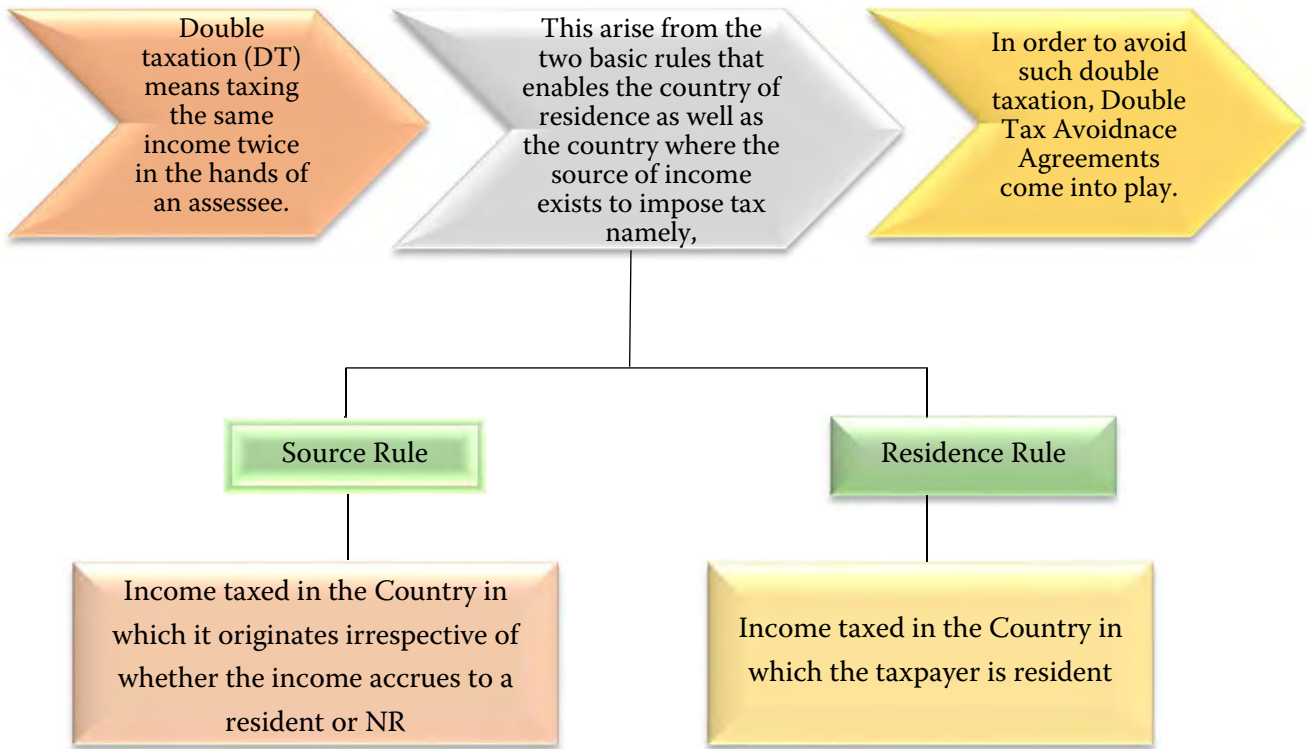 Double
taxation (DT)
means taxing
the same
income twice
in the hands of
an assessee.
This arise from the
two basic rules that
enables the country of
residence as well as
the country where the
source of income
exists to impose tax
namely,
In order to avoid
such double
taxation, Double
Tax Avoidnace
Agreements
come into play.
Source Rule
Residence Rule
Income taxed in the Country in
which it originates irrespective of
whether the income accrues to a
resident or NR
Income taxed in the Country in
which the taxpayer is resident